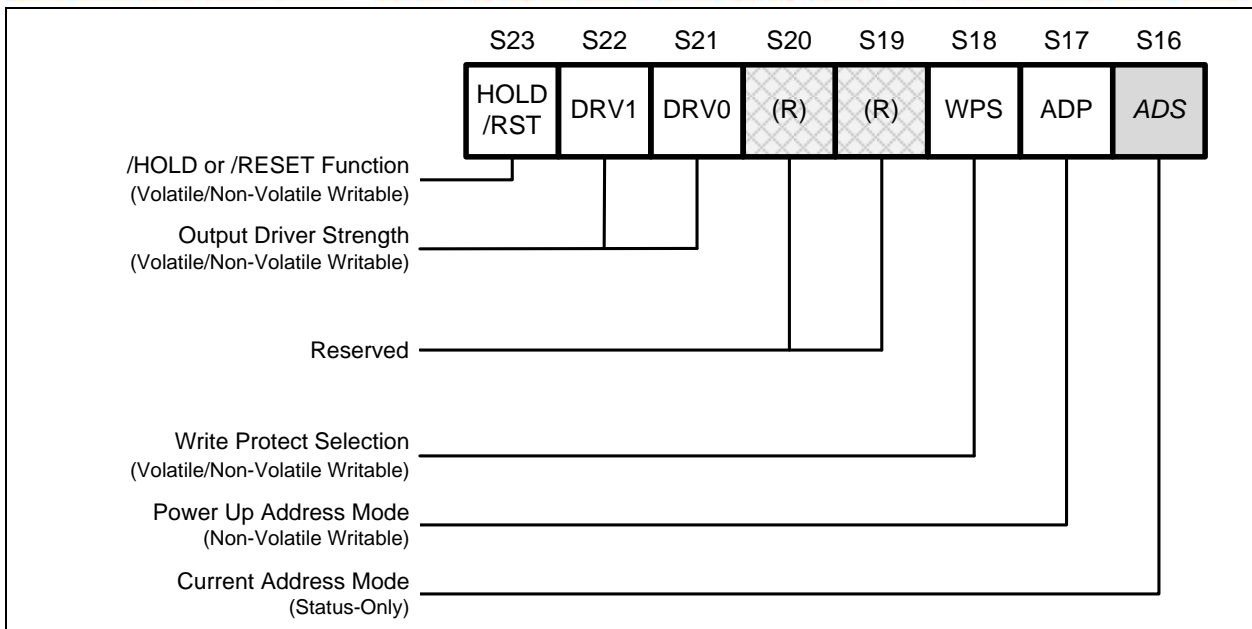 S23 S22 S21 S20 S19 S18 S17 S16
HOLD
/RST DRV1 DRV0 (R) (R) WPS ADP ADS
/HOLD or /RESET Function
(Volatile/Non-Volatile Writable)
Output Driver Strength
(Volatile/Non-Volatile Writable)
Reserved
Write Protect Selection
(Volatile/Non-Volatile Writable)
Power Up Address Mode
(Non-Volatile Writable)
Current Address Mode
(Status-Only)